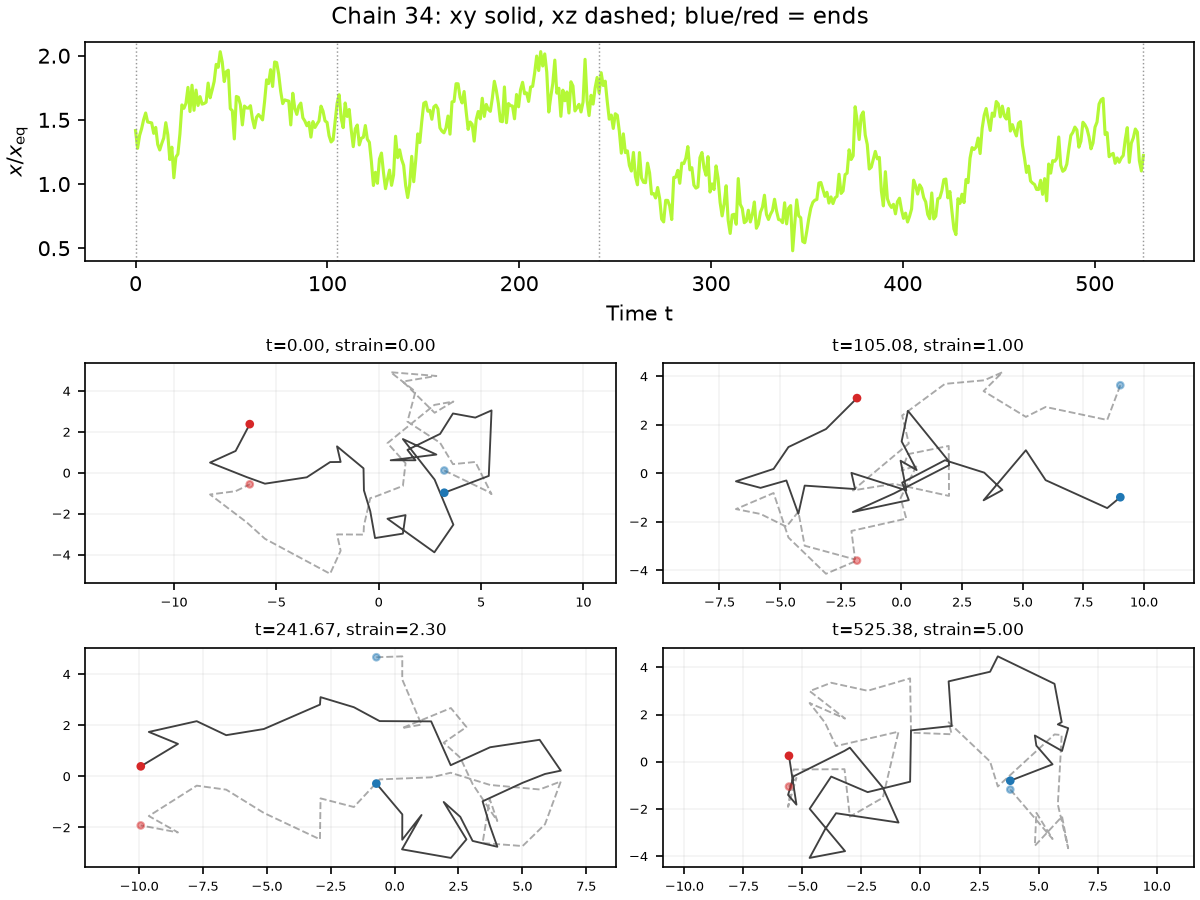 Chain 34: xy solid, xz dashed; blue/red = ends
2.0
1.5
1.0
0.5
x/x_eq
0 100 200 300 400 500
Time t
t=0.00, strain=0.00
4
2
0
−2
−4
−10 −5 0 5 10
t=105.08, strain=1.00
4
2
0
−2
−4
−7.5 −5.0 −2.5 0.0 2.5 5.0 7.5 10.0
t=241.67, strain=2.30
4
2
0
−2
−10.0 −7.5 −5.0 −2.5 0.0 2.5 5.0 7.5
t=525.38, strain=5.00
4
2
0
−2
−4
−10.0 −7.5 −5.0 −2.5 0.0 2.5 5.0 7.5 10.0